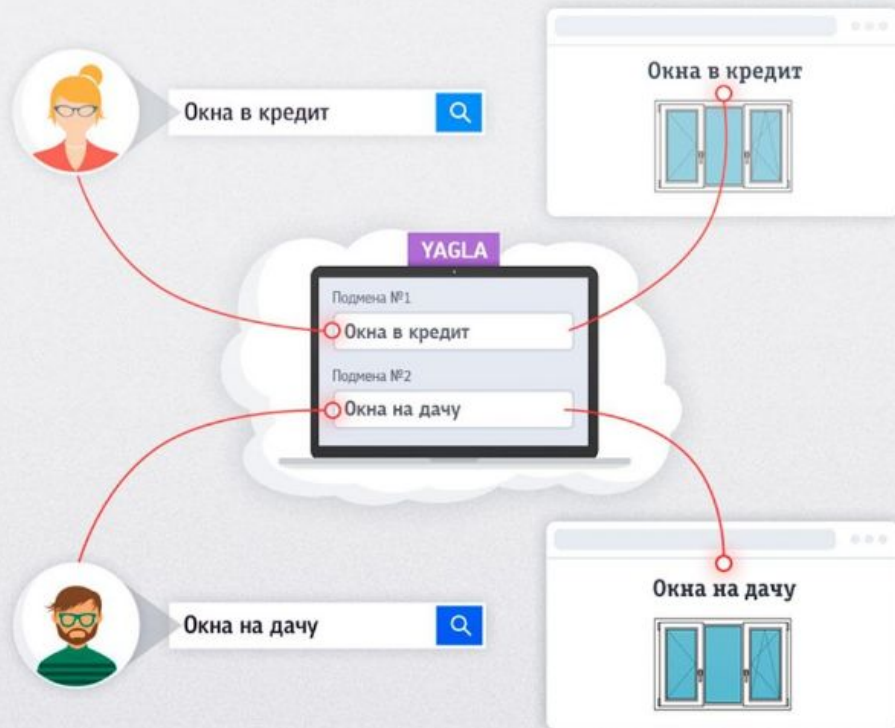 Окна в кредит
Окна в кредит
YAGLA
Подмена №1
Окна в кредит
Подмена №2
Окна на дачу
Окна на дачу
Окна на дачу